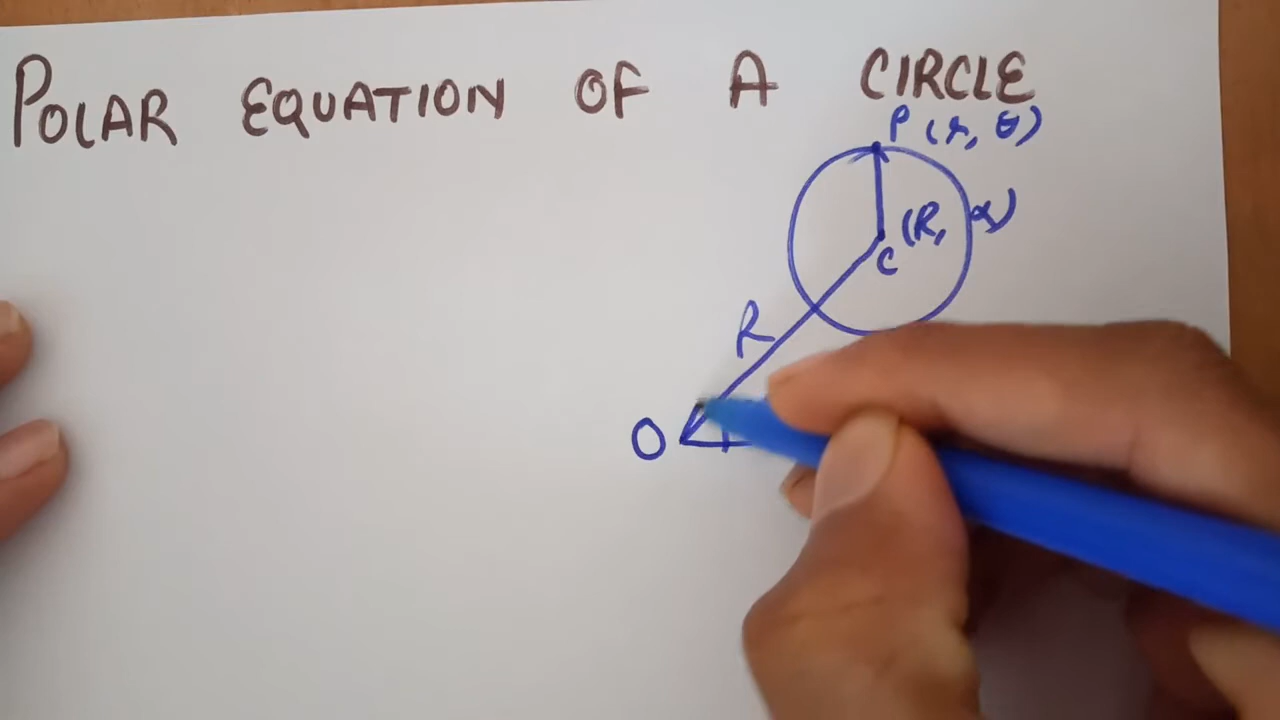 POLAR EQUATION OF A CIRCLE
P (r, θ)
(R, α)
C
R
O